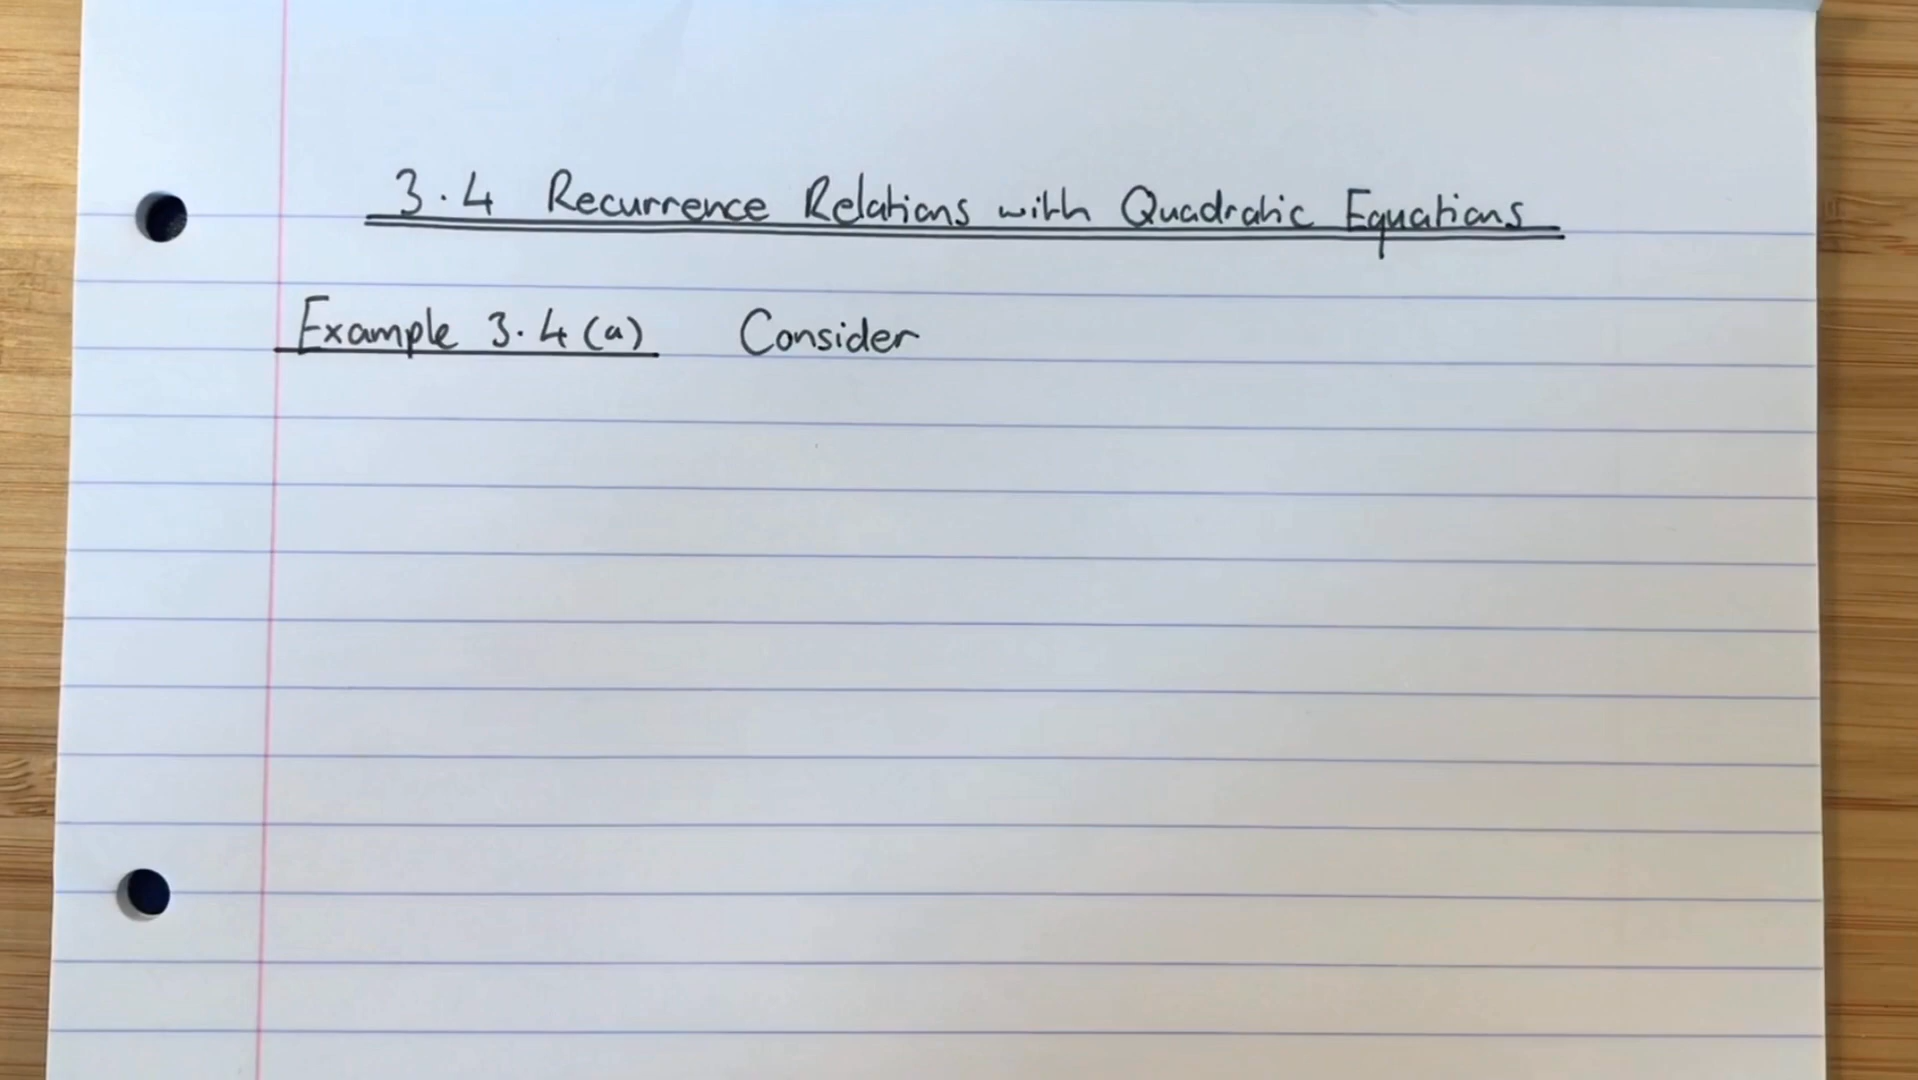 3.4 Recurrence Relations with Quadratic Equations
Example 3.4(a) Consider